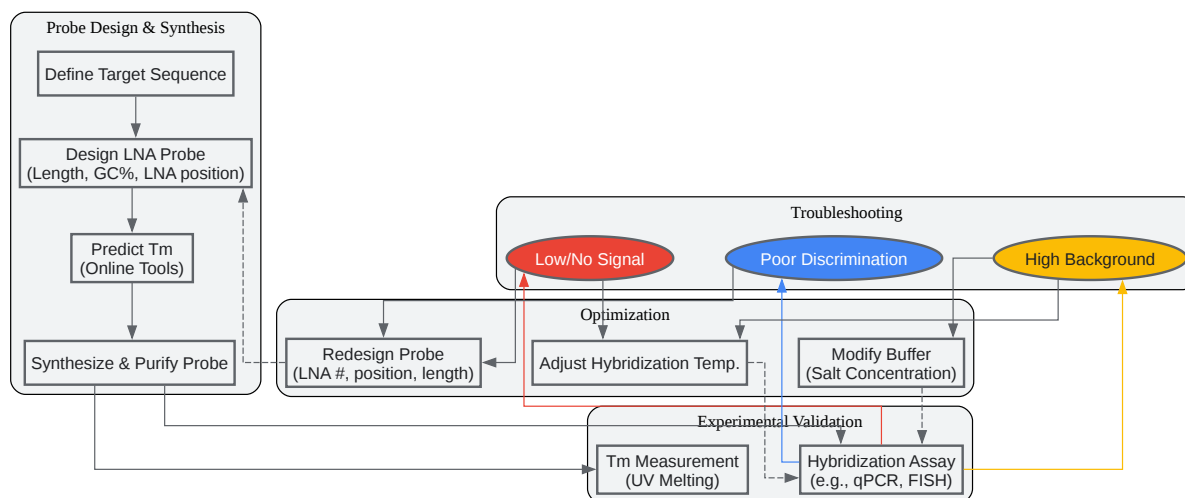 Probe Design & Synthesis
Define Target Sequence
Design LNA Probe
(Length, GC%, LNA position)
Predict Tm
(Online Tools)
Synthesize & Purify Probe
Troubleshooting
Low/No Signal
Poor Discrimination
High Background
Optimization
Redesign Probe
(LNA #, position, length)
Adjust Hybridization Temp.
Modify Buffer
(Salt Concentration)
Experimental Validation
Tm Measurement
(UV Melting)
Hybridization Assay
(e.g., qPCR, FISH)